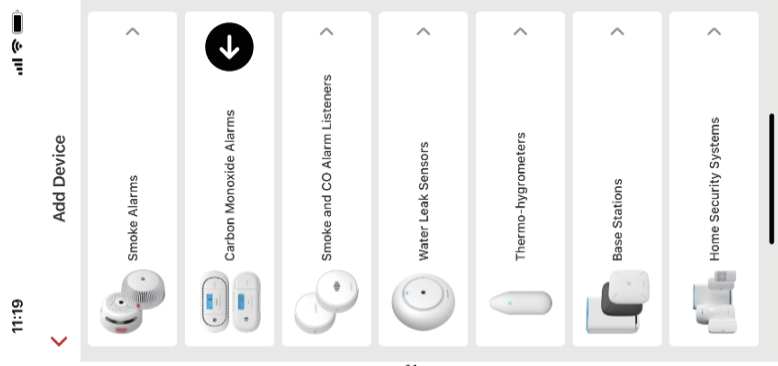 11:19
Add Device
Smoke Alarms
Carbon Monoxide Alarms
Smoke and CO Alarm Listeners
Water Leak Sensors
Thermo-hygrometers
Base Stations
Home Security Systems